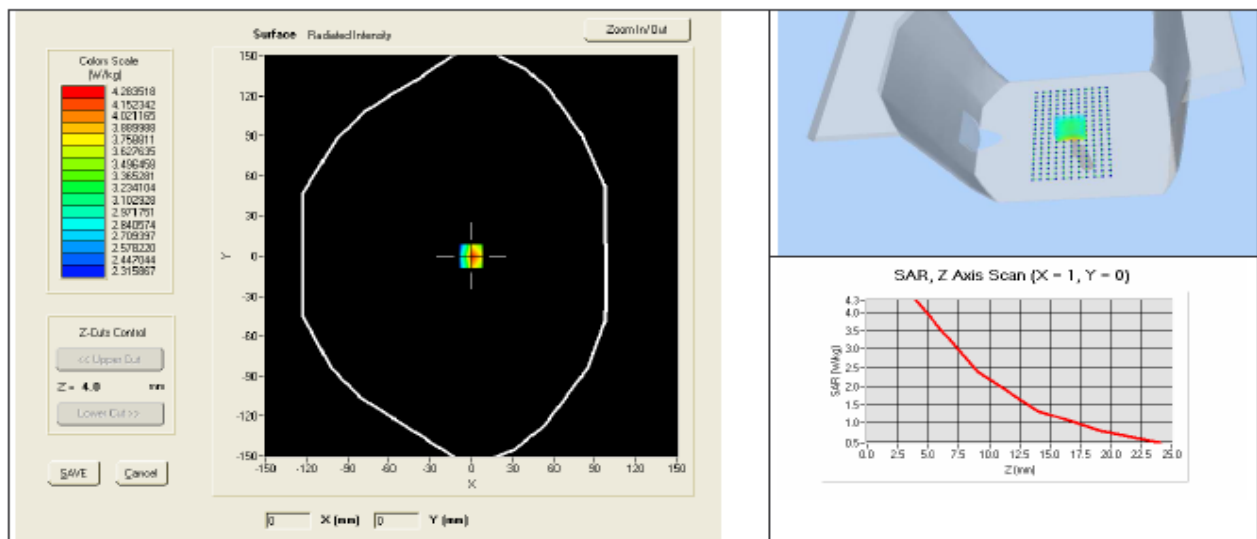 Surface Radiated Intensity
Zoom In/Out
Colors Scale
[W/kg]
4.283518
4.152342
4.021165
3.889988
3.758811
3.627635
3.496458
3.365281
3.234104
3.102928
2.971751
2.840574
2.709397
2.578220
2.447044
2.315867
Z-Cuts Control
<< Upper Cut
Z = 4.0 mm
Lower Cut >>
SAVE Cancel
150
120
90
60
30
0
-30
-60
-90
-120
-150
Y
-150 -120 -90 -60 -30 0 30 60 90 120 150
X
0 X (mm) 0 Y (mm)
SAR, Z Axis Scan (X = 1, Y = 0)
SAR [W/kg]
4.3
4.0
3.5
3.0
2.5
2.0
1.5
1.0
0.5
0.0 2.5 5.0 7.5 10.0 12.5 15.0 17.5 20.0 22.5 25.0
Z [mm]